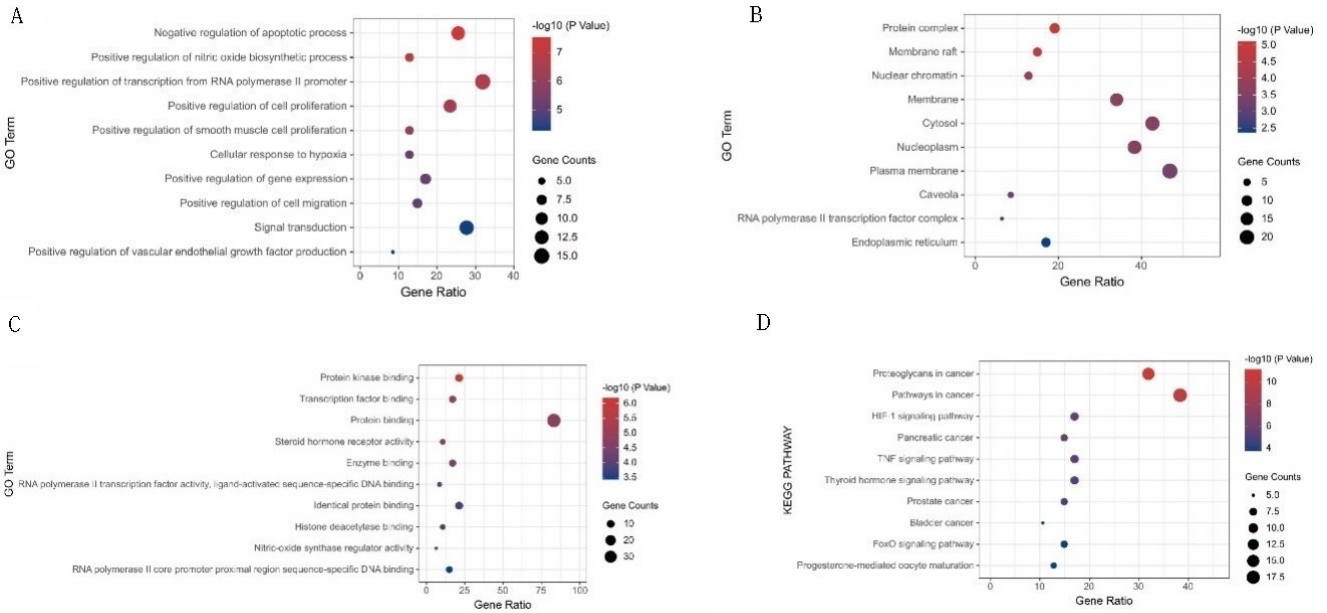 A
Negative regulation of apoptotic process
Positive regulation of nitric oxide biosynthetic process
Positive regulation of transcription from RNA polymerase II promoter
Positive regulation of cell proliferation
Positive regulation of smooth muscle cell proliferation
Cellular response to hypoxia
Positive regulation of gene expression
Positive regulation of cell migration
Signal transduction
Positive regulation of vascular endothelial growth factor production
GO Term
0 10 20 30 40
Gene Ratio
-log10 (P Value)
7
6
5
Gene Counts
5.0
7.5
10.0
12.5
15.0
B
Protein complex
Membrane raft
Nuclear chromatin
Membrane
Cytosol
Nucleoplasm
Plasma membrane
Caveola
RNA polymerase II transcription factor complex
Endoplasmic reticulum
GO Term
0 20 40
Gene Ratio
-log10 (P Value)
5.0
4.5
4.0
3.5
3.0
2.5
Gene Counts
5
10
15
20
C
Protein kinase binding
Transcription factor binding
Protein binding
Steroid hormone receptor activity
Enzyme binding
RNA polymerase II transcription factor activity, ligand-activated sequence-specific DNA binding
Identical protein binding
Histone deacetylase binding
Nitric-oxide synthase regulator activity
RNA polymerase II core promoter proximal region sequence-specific DNA binding
GO Term
0 25 50 75 100
Gene Ratio
-log10 (P Value)
6.0
5.5
5.0
4.5
4.0
3.5
Gene Counts
10
20
30
D
Proteoglycans in cancer
Pathways in cancer
HIF-1 signaling pathway
Pancreatic cancer
TNF signaling pathway
Thyroid hormone signaling pathway
Prostate cancer
Bladder cancer
FoxO signaling pathway
Progesterone-mediated oocyte maturation
KEGG PATHWAY
0 10 20 30 40
Gene Ratio
-log10 (P Value)
10
8
6
4
Gene Counts
5.0
7.5
10.0
12.5
15.0
17.5